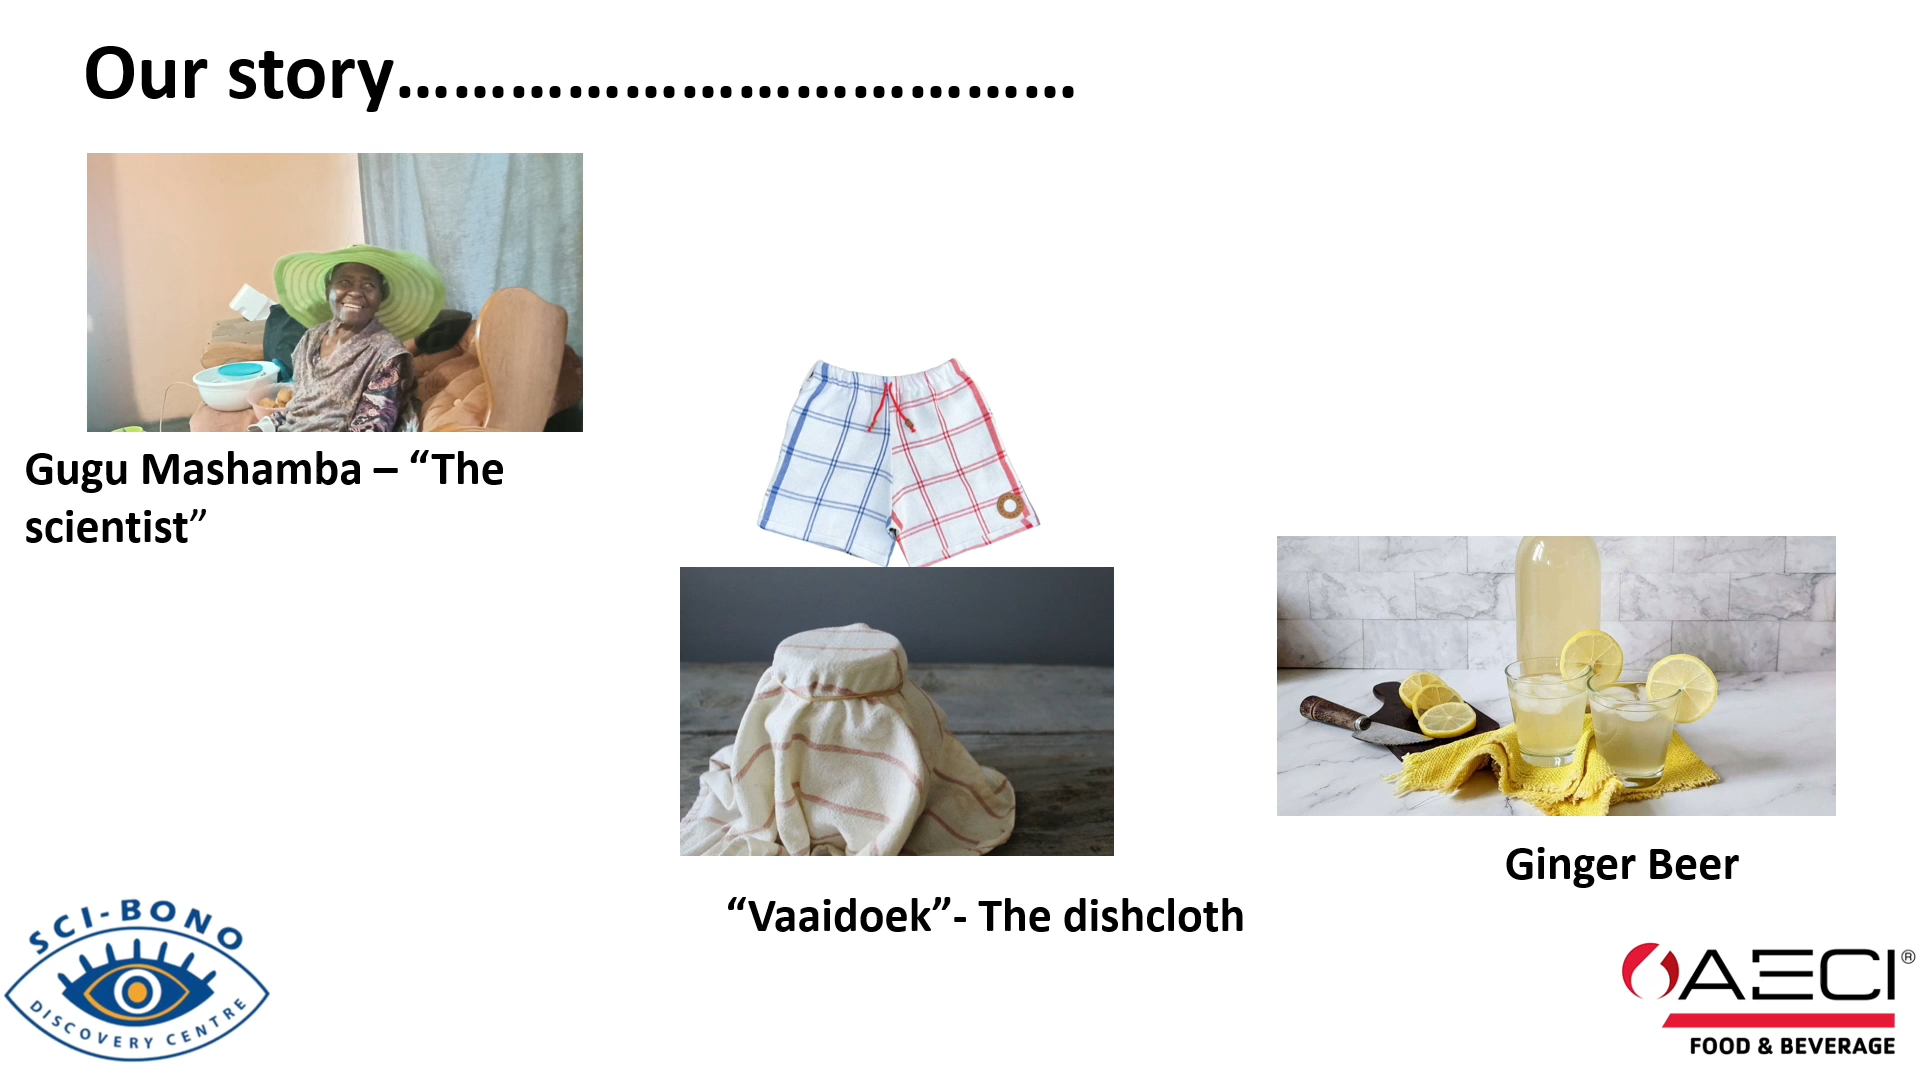 Our story………………………………
Gugu Mashamba – “The
scientist”
“Vaaidoek”- The dishcloth
Ginger Beer
SCI-BONO
DISCOVERY CENTRE
AECI®
FOOD & BEVERAGE